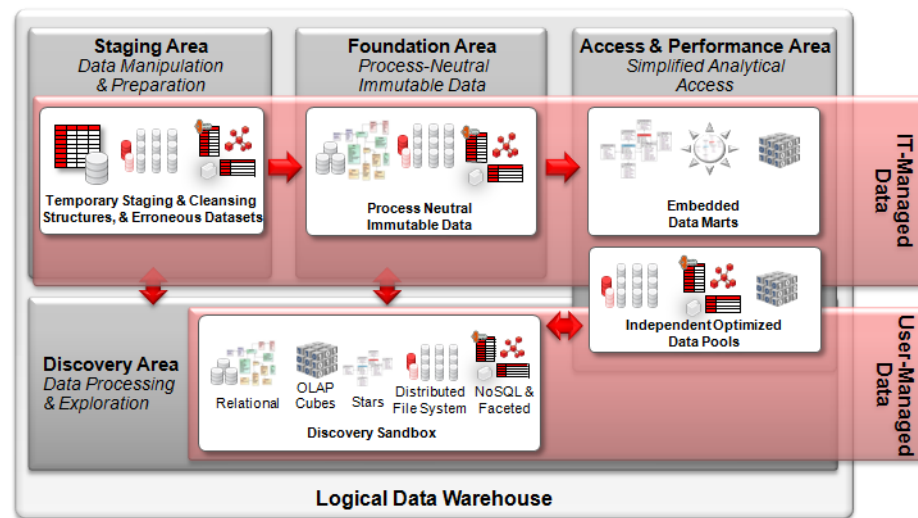 Staging Area
Data Manipulation
& Preparation
Foundation Area
Process-Neutral
Immutable Data
Access & Performance Area
Simplified Analytical
Access
Temporary Staging & Cleansing
Structures, & Erroneous Datasets
Process Neutral
Immutable Data
Embedded
Data Marts
IT-Managed
Data
Independent Optimized
Data Pools
Discovery Area
Data Processing
& Exploration
Relational
OLAP
Cubes
Stars
Distributed
File System
NoSQL &
Faceted
Discovery Sandbox
User-Managed
Data
Logical Data Warehouse